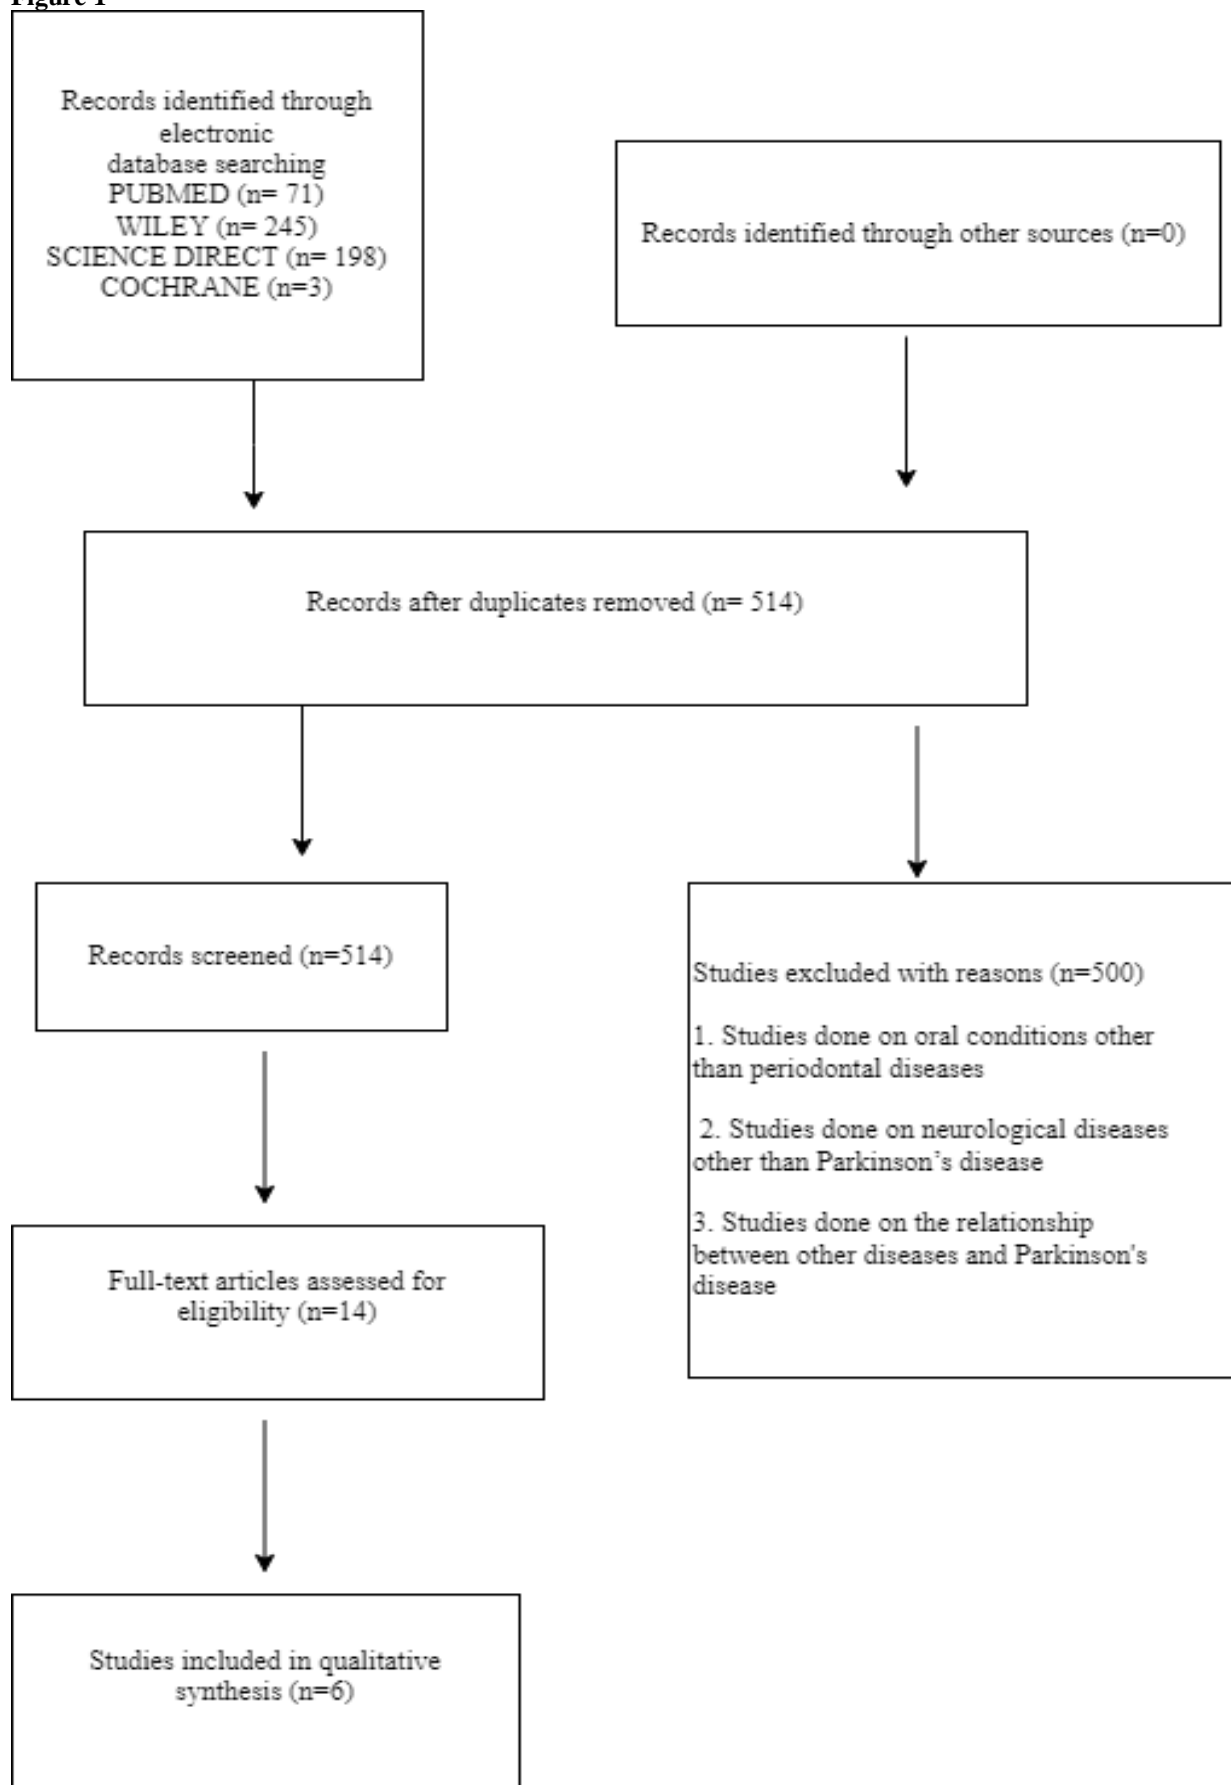 Figure 1
Records identified through
electronic
database searching
PUBMED (n= 71)
WILEY (n= 245)
SCIENCE DIRECT (n= 198)
COCHRANE (n=3)
Records identified through other sources (n=0)
Records after duplicates removed (n= 514)
Records screened (n=514)
Studies excluded with reasons (n=500)
1. Studies done on oral conditions other
than periodontal diseases
2. Studies done on neurological diseases
other than Parkinson’s disease
3. Studies done on the relationship
between other diseases and Parkinson's
disease
Full-text articles assessed for
eligibility (n=14)
Studies included in qualitative
synthesis (n=6)